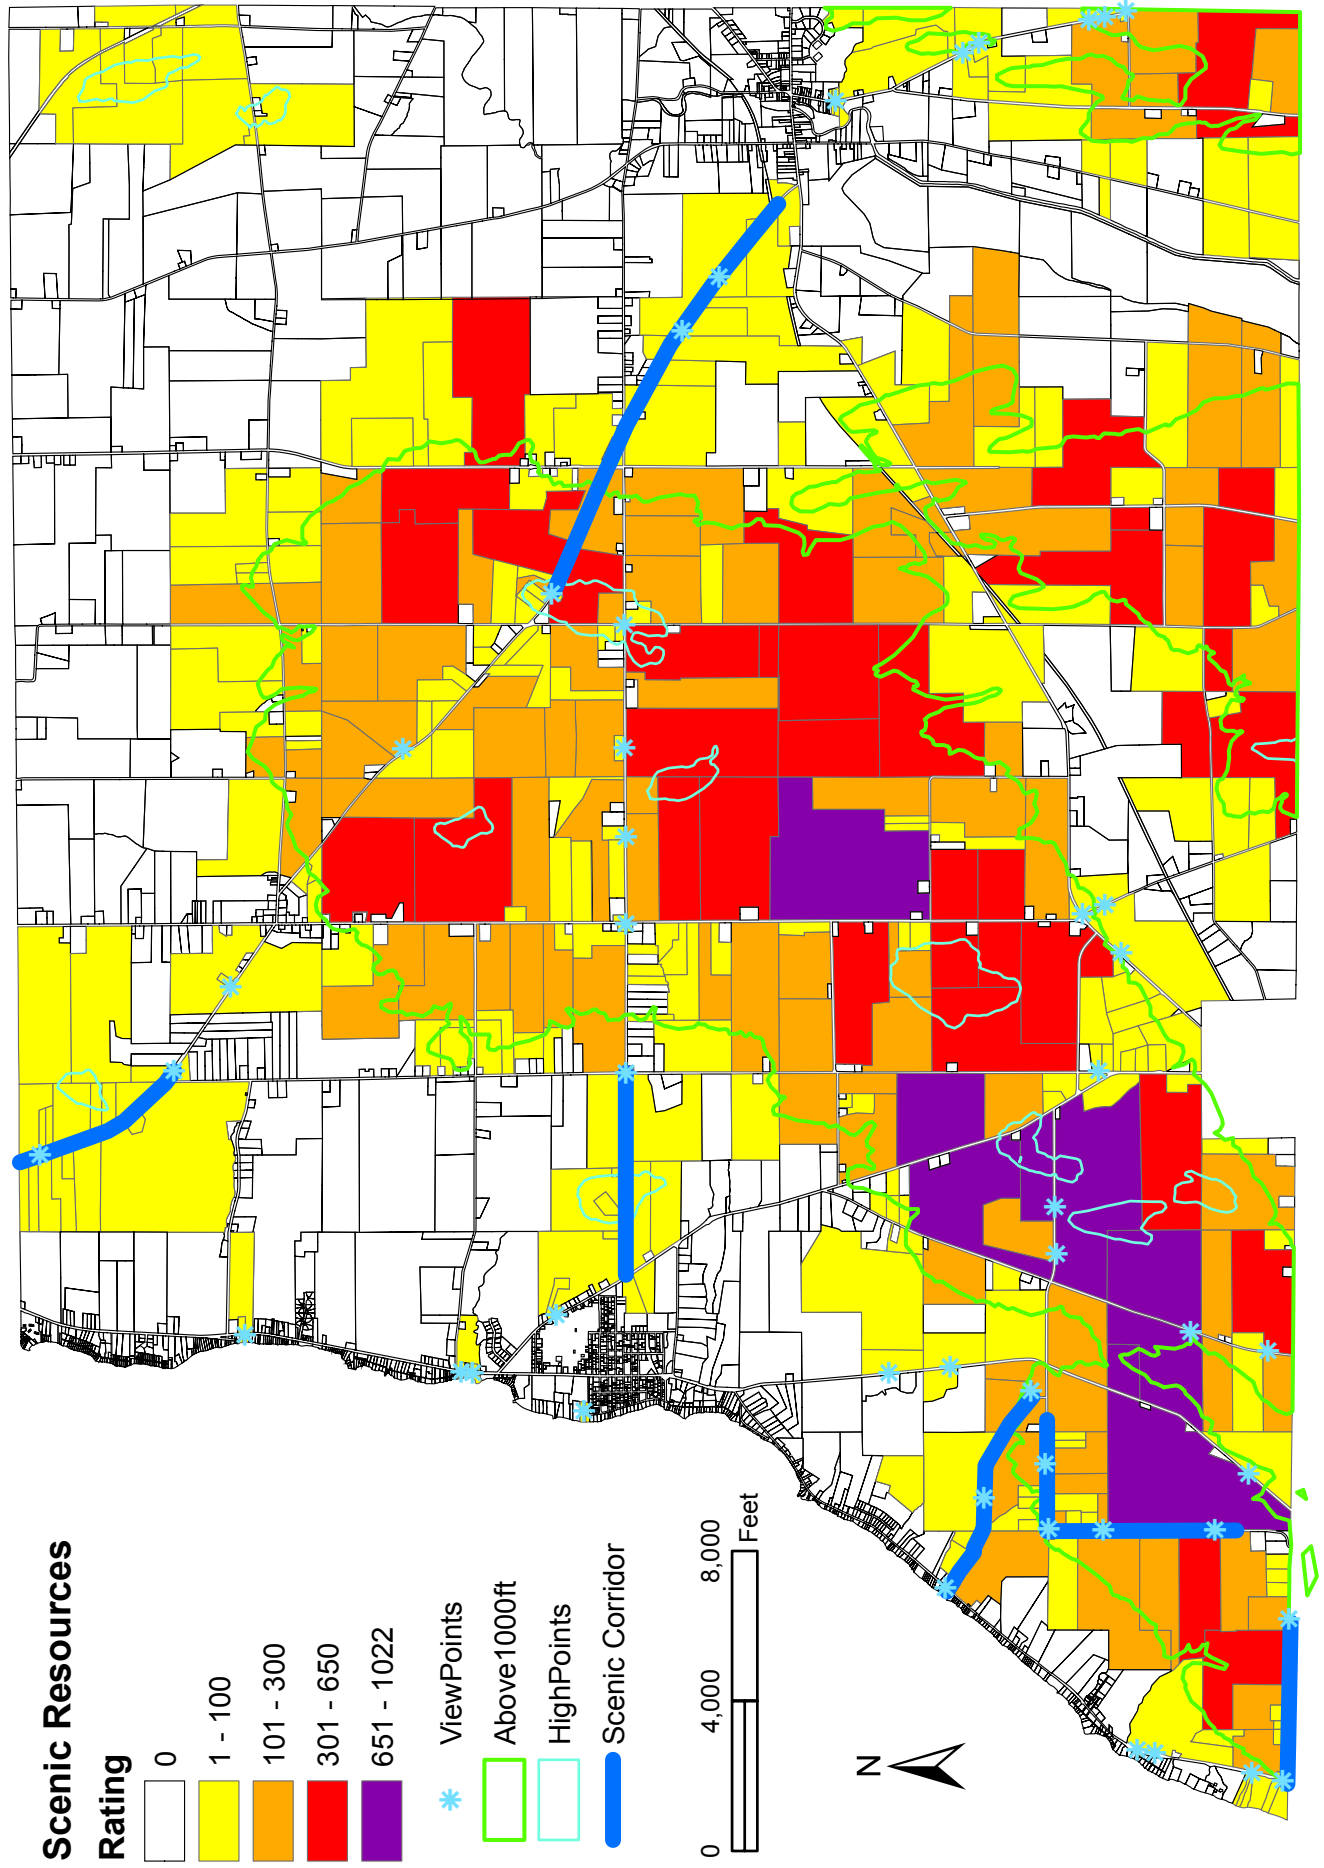 Scenic Resources
Rating
0
1 - 100
101 - 300
301 - 650
651 - 1022
ViewPoints
Above1000ft
HighPoints
Scenic Corridor
0 4,000 8,000
Feet
N